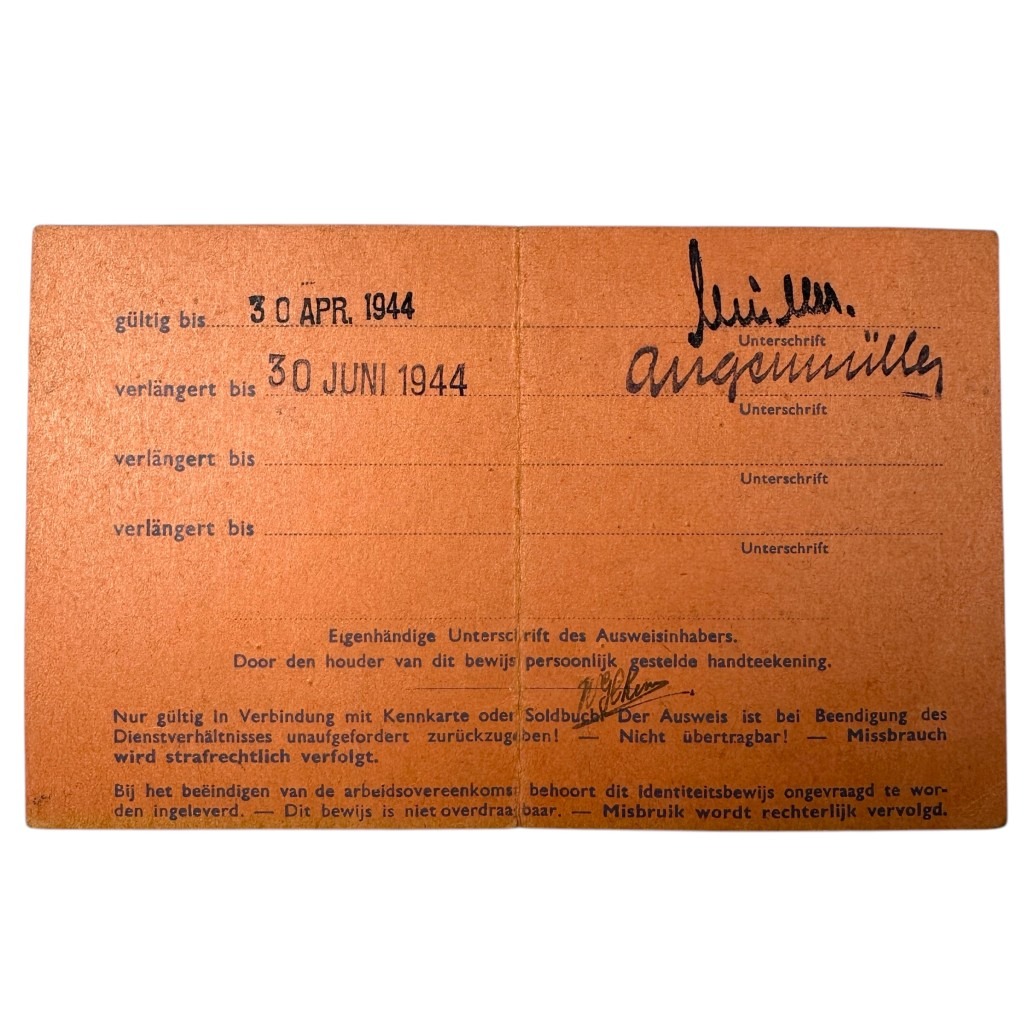 gültig bis 30 APR. 1944
Unterschrift
verlängert bis 30 JUNI 1944 Angermüller
Unterschrift
verlängert bis
Unterschrift
verlängert bis
Unterschrift
Eigenhändige Unterschrift des Ausweisinhabers.
Door den houder van dit bewijs persoonlijk gestelde handteekening.
Nur gültig in Verbindung mit Kennkarte oder Soldbuch! Der Ausweis ist bei Beendigung des
Dienstverhältnisses unaufgefordert zurückzugeben! — Nicht übertragbar! — Missbrauch
wird strafrechtlich verfolgt.
Bij het beëindigen van de arbeidsovereenkomst behoort dit identiteitsbewijs ongevraagd te wor-
den ingeleverd. — Dit bewijs is niet overdraagbaar. — Misbruik wordt rechterlijk vervolgd.